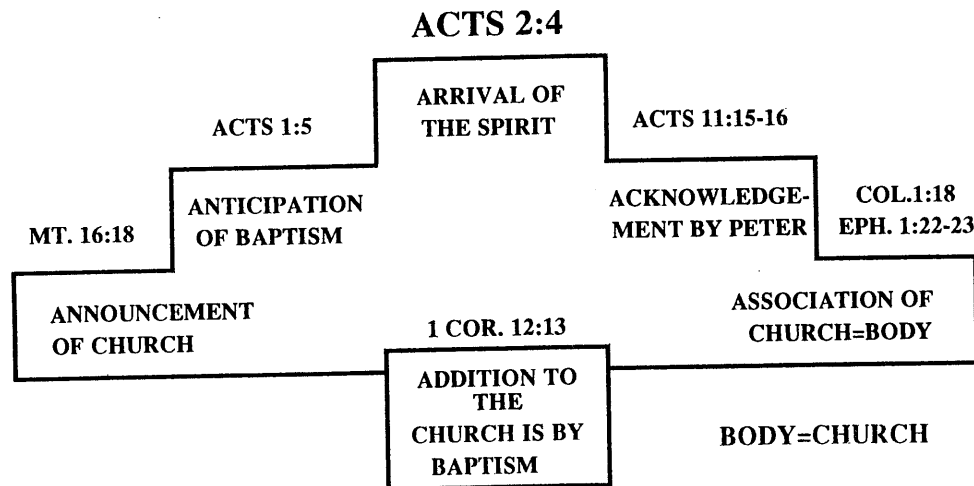 ACTS 2:4
ARRIVAL OF
THE SPIRIT
ACTS 1:5
ACTS 11:15-16
ANTICIPATION
OF BAPTISM
ACKNOWLEDGE-
MENT BY PETER
MT. 16:18
COL.1:18
EPH. 1:22-23
ANNOUNCEMENT
OF CHURCH
ASSOCIATION OF
CHURCH=BODY
1 COR. 12:13
ADDITION TO
THE
CHURCH IS BY
BAPTISM
BODY=CHURCH